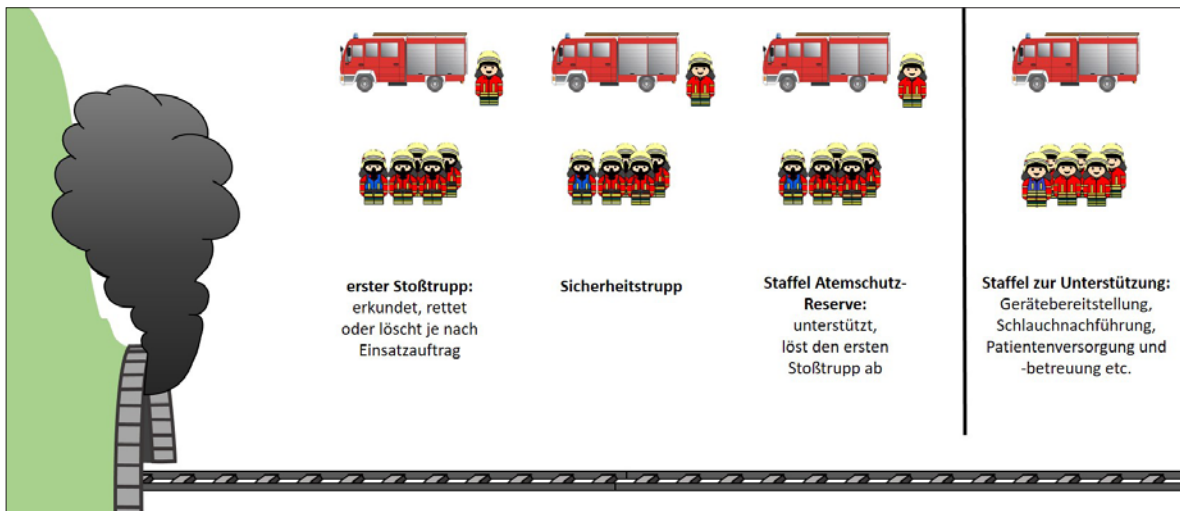 erster Stoßtrupp:
erkundet, rettet
oder löscht je nach
Einsatzauftrag
Sicherheitstrupp
Staffel Atemschutz-
Reserve:
unterstützt,
löst den ersten
Stoßtrupp ab
Staffel zur Unterstützung:
Gerätebereitstellung,
Schlauchnachführung,
Patientenversorgung und
-betreuung etc.